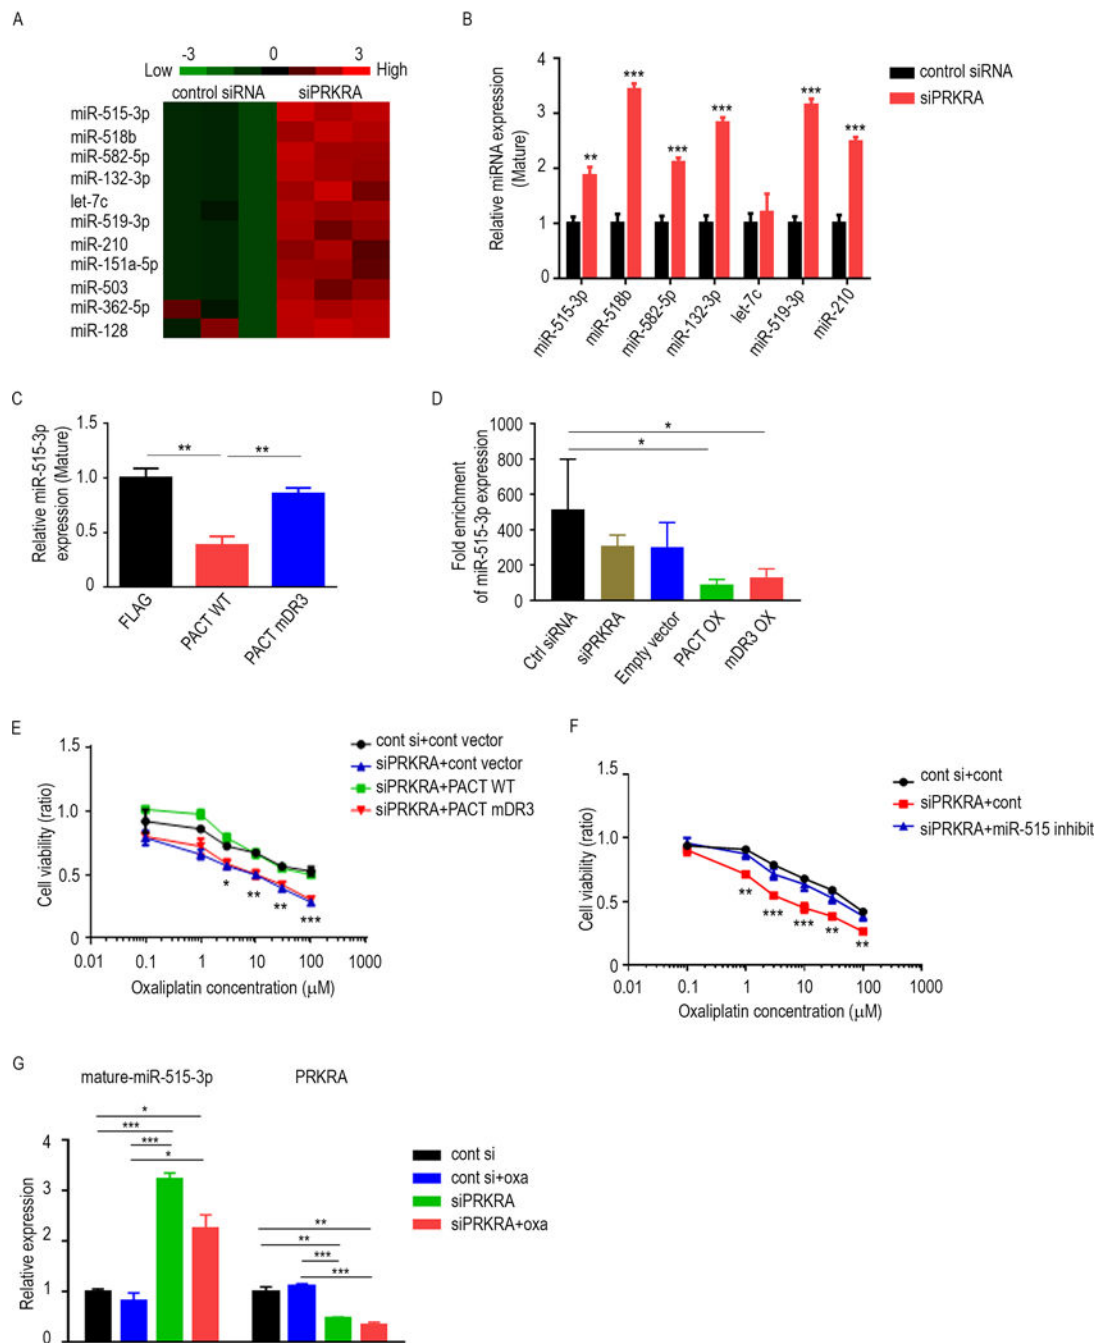 A
-3 0 3
Low High
control siRNA siPRKRA
miR-515-3p
miR-518b
miR-582-5p
miR-132-3p
let-7c
miR-519-3p
miR-210
miR-151a-5p
miR-503
miR-362-5p
miR-128
B
Relative miRNA expression
(Mature)
4
3
2
1
0
** *** *** *** *** ***
control siRNA
siPRKRA
miR-515-3p
miR-518b
miR-582-5p
miR-132-3p
let-7c
miR-519-3p
miR-210
C
Relative miR-515-3p
expression (Mature)
1.5
1.0
0.5
0
** **
FLAG
PACT WT
PACT mDR3
D
Fold enrichment
of miR-515-3p expression
1000
800
600
400
200
0
*
*
Ctrl siRNA
siPRKRA
Empty vector
PACT OX
mDR3 OX
E
Cell viability (ratio)
1.5
1.0
0.5
0
cont si+cont vector
siPRKRA+cont vector
siPRKRA+PACT WT
siPRKRA+PACT mDR3
* ** ** ***
0.01 0.1 1 10 100 1000
Oxaliplatin concentration (μM)
F
Cell viability (ratio)
1.5
1.0
0.5
0
cont si+cont
siPRKRA+cont
siPRKRA+miR-515 inhibit
** *** *** ** **
0.01 0.1 1 10 100 1000
Oxaliplatin concentration (μM)
G
mature-miR-515-3p PRKRA
Relative expression
4
3
2
1
0
*
***
***
*
**
**
***
***
cont si
cont si+oxa
siPRKRA
siPRKRA+oxa